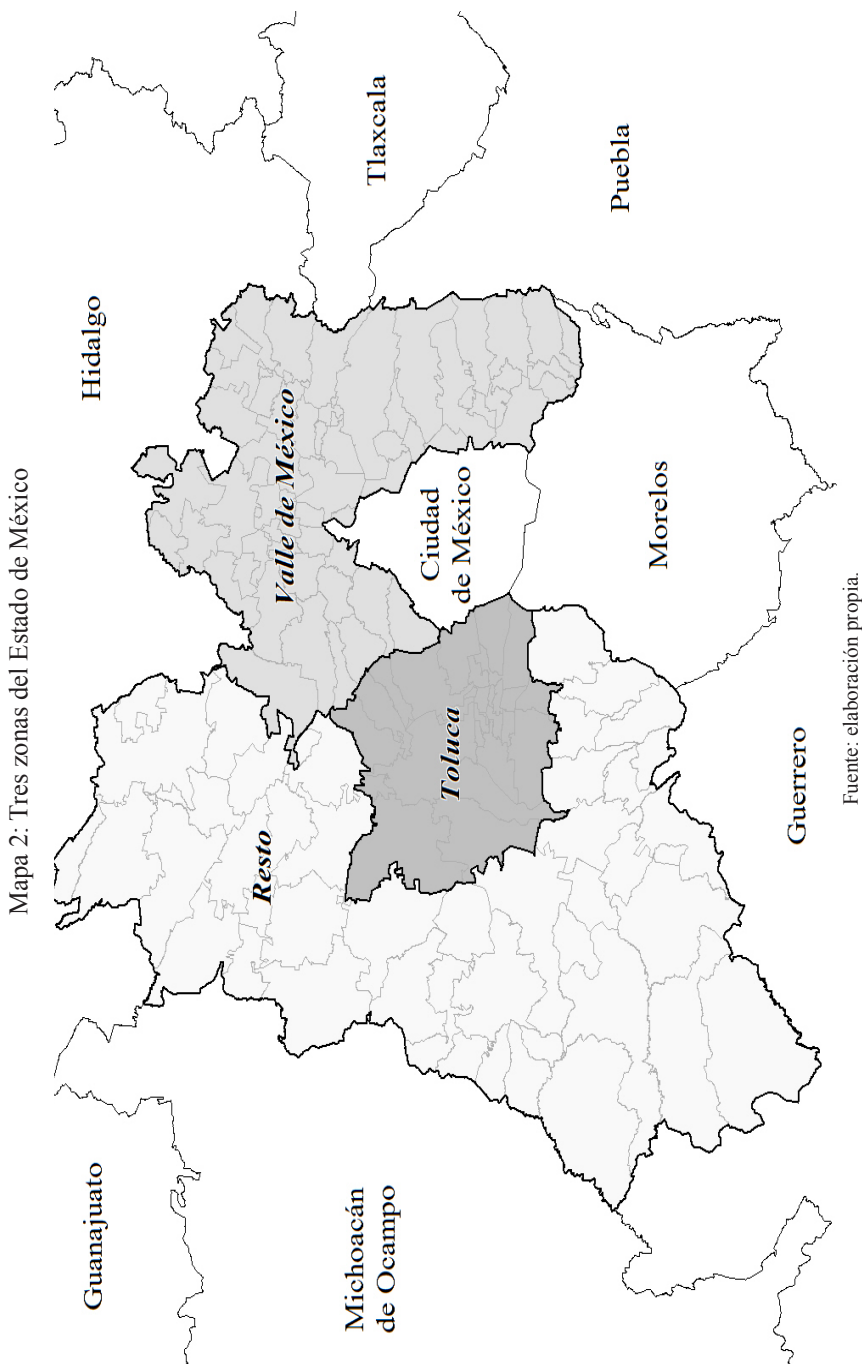 Mapa 2: Tres zonas del Estado de México
Guanajuato
Hidalgo
Tlaxcala
Michoacán
de Ocampo
Resto
Valle de México
Toluca
Ciudad
de México
Puebla
Morelos
Guerrero
Fuente: elaboración propia.